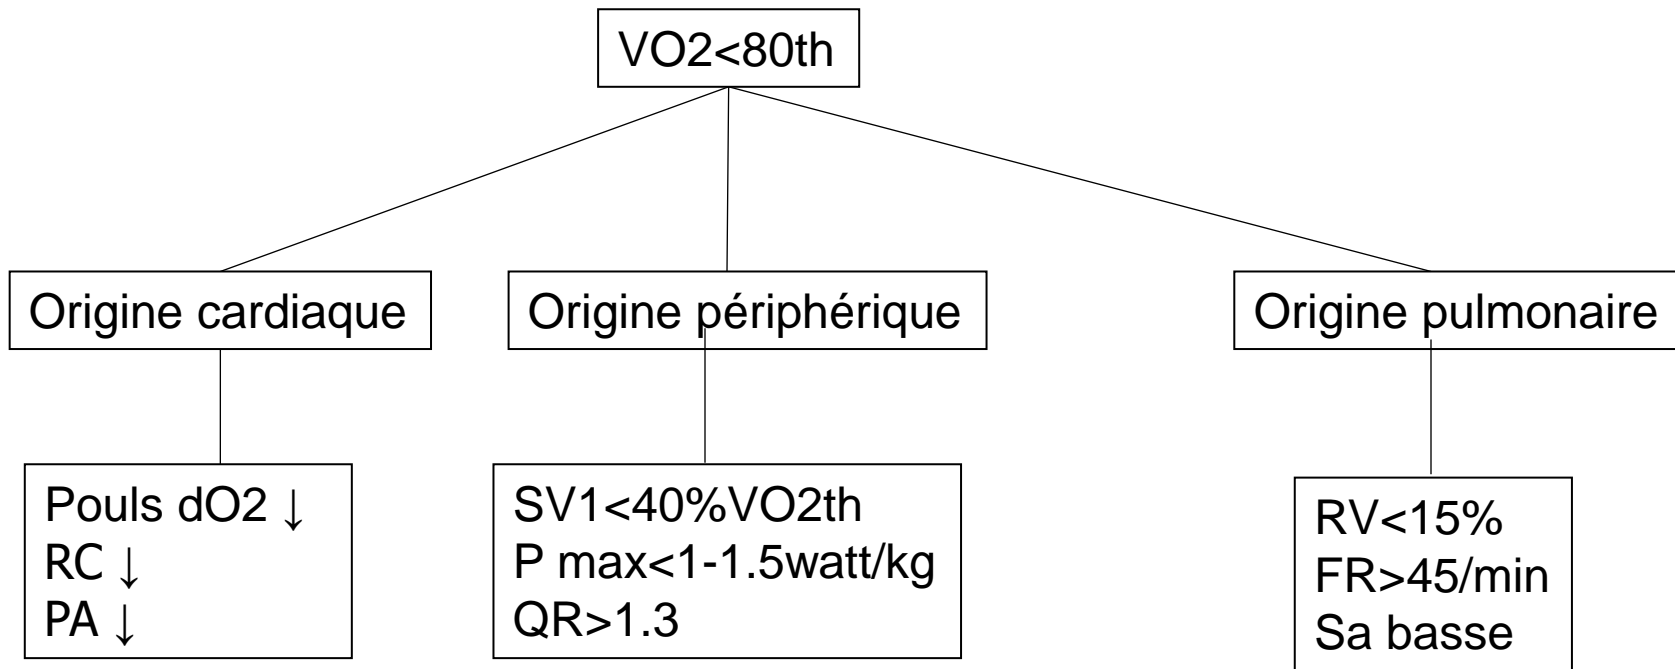 VO2<80th
Origine cardiaque
Origine périphérique
Origine pulmonaire
Pouls dO2 ↓
RC ↓
PA ↓
SV1<40%VO2th
P max<1-1.5watt/kg
QR>1.3
RV<15%
FR>45/min
Sa basse